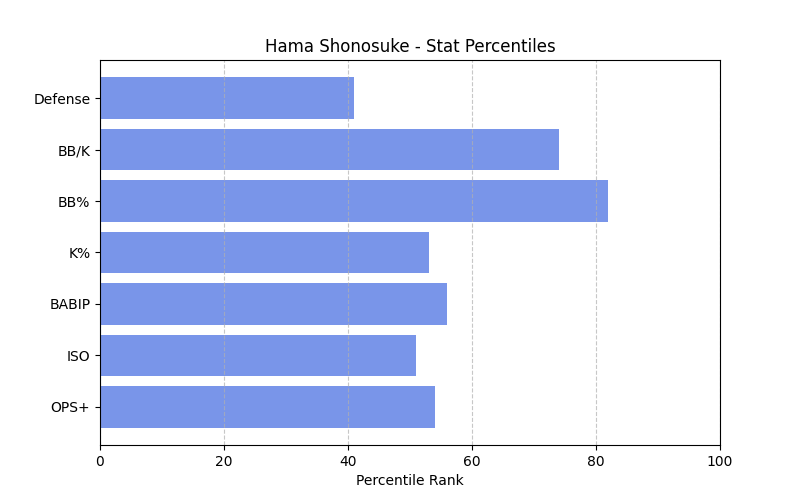 Hama Shonosuke - Stat Percentiles
Defense
BB/K
BB%
K%
BABIP
ISO
OPS+
0 20 40 60 80 100
Percentile Rank